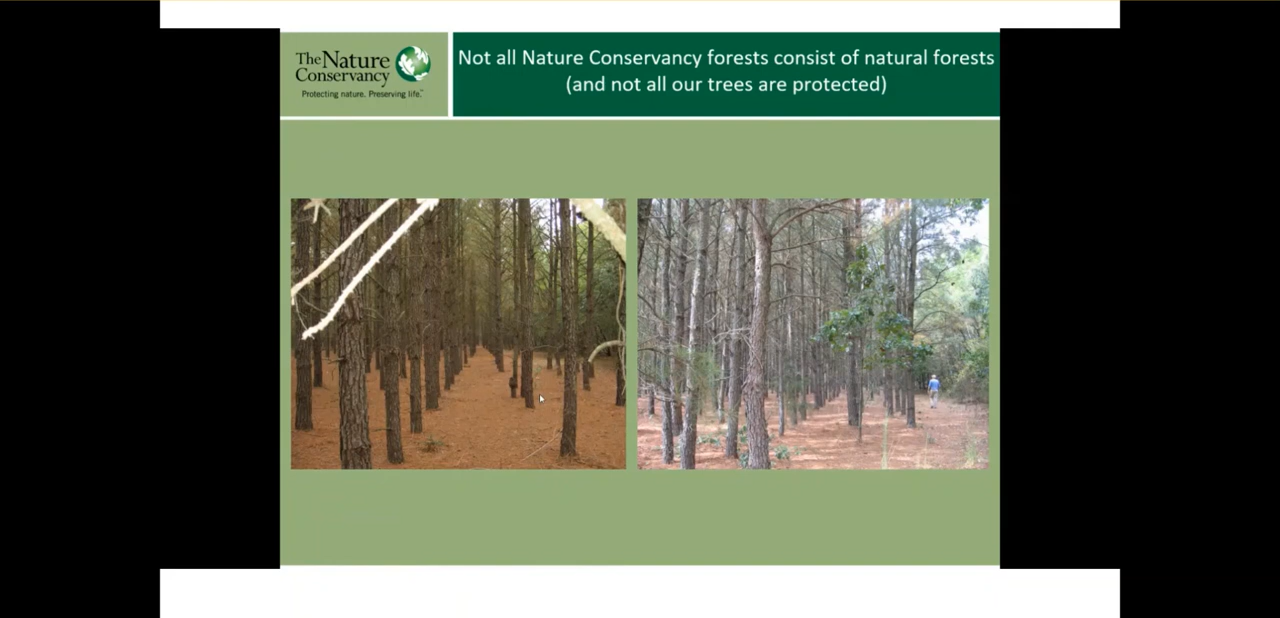 The Nature
Conservancy
Protecting nature. Preserving life.™
Not all Nature Conservancy forests consist of natural forests
(and not all our trees are protected)